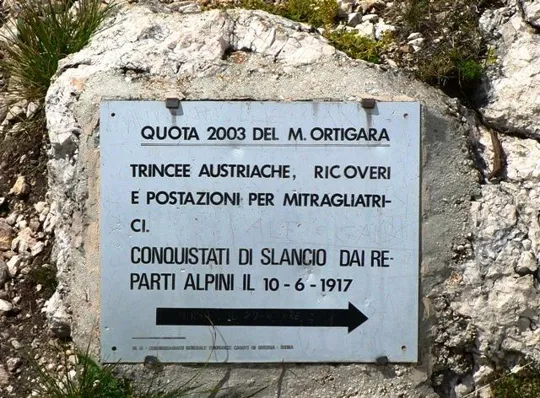 QUOTA 2003 DEL M. ORTIGARA
TRINCEE AUSTRIACHE, RICOVERI
E POSTAZIONI PER MITRAGLIATRI-
CI.
CONQUISTATI DI SLANCIO DAI RE-
PARTI ALPINI IL 10-6-1917